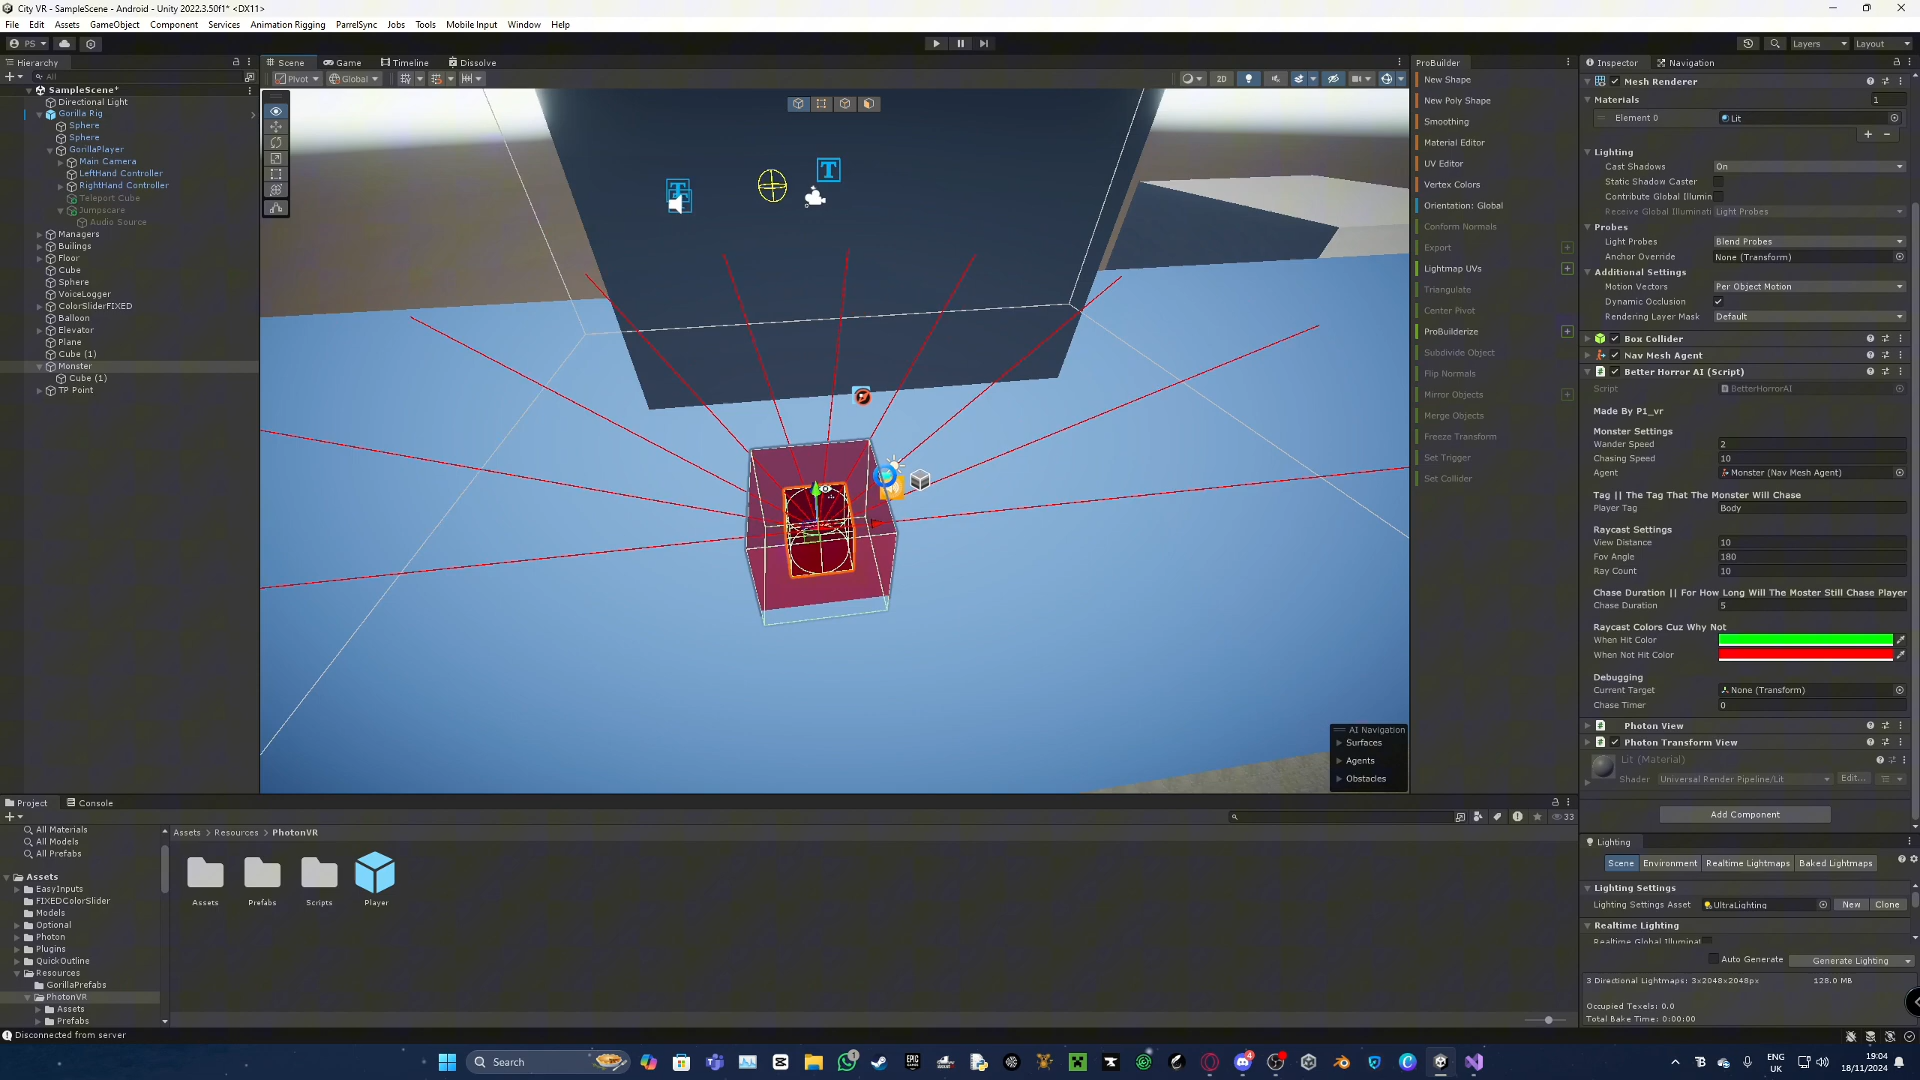 City VR - SampleScene - Android - Unity 2022.3.50f1* <DX11>
File Edit Assets GameObject Component Services Animation Rigging ParrelSync Jobs Tools Mobile Input Window Help
PS Layers Layout
Hierarchy
All
SampleScene*
Directional Light
Gorilla Rig
Sphere
Sphere
GorillaPlayer
Main Camera
LeftHand Controller
RightHand Controller
Teleport Cube
Jumpscare
Audio Source
Managers
Builings
Floor
Cube
Sphere
VoiceLogger
ColorSliderFIXED
Balloon
Elevator
Plane
Cube (1)
Monster
Cube (1)
TP Point
Scene Game Timeline Dissolve
Pivot Global 2D
AI Navigation
Surfaces
Agents
Obstacles
ProBuilder
New Shape
New Poly Shape
Smoothing
Material Editor
UV Editor
Vertex Colors
Orientation: Global
Conform Normals
Export
Lightmap UVs
Triangulate
Center Pivot
ProBuilderize
Subdivide Object
Flip Normals
Mirror Objects
Merge Objects
Freeze Transform
Set Trigger
Set Collider
Inspector Navigation
Mesh Renderer
Materials 1
Element 0 Lit
Lighting
Cast Shadows On
Static Shadow Caster
Contribute Global Illumin
Receive Global Illuminati Light Probes
Probes
Light Probes Blend Probes
Anchor Override None (Transform)
Additional Settings
Motion Vectors Per Object Motion
Dynamic Occlusion
Rendering Layer Mask Default
Box Collider
Nav Mesh Agent
Better Horror AI (Script)
Script BetterHorrorAI
Made By P1_vr
Monster Settings
Wander Speed 2
Chasing Speed 10
Agent Monster (Nav Mesh Agent)
Tag || The Tag That The Monster Will Chase
Player Tag Body
Raycast Settings
View Distance 10
Fov Angle 180
Ray Count 10
Chase Duration || For How Long Will The Moster Still Chase Player
Chase Duration 5
Raycast Colors Cuz Why Not
When Hit Color
When Not Hit Color
Debugging
Current Target None (Transform)
Chase Timer 0
Photon View
Photon Transform View
Lit (Material)
Shader Universal Render Pipeline/Lit Edit...
Add Component
Lighting
Scene Environment Realtime Lightmaps Baked Lightmaps
Lighting Settings
Lighting Settings Asset UltraLighting New Clone
Realtime Lighting
Realtime Global Illuminat
Auto Generate Generate Lighting
3 Directional Lightmaps: 3x2048x2048px 128.0 MB
Occupied Texels: 0.0
Total Bake Time: 0:00:00
Project Console
33
All Materials
All Models
All Prefabs
Assets
EasyInputs
FIXEDColorSlider
Models
Optional
Photon
Plugins
QuickOutline
Resources
GorillaPrefabs
PhotonVR
Assets
Prefabs
Assets > Resources > PhotonVR
Assets Prefabs Scripts Player
Disconnected from server
Search
ENG
UK
19:04
18/11/2024